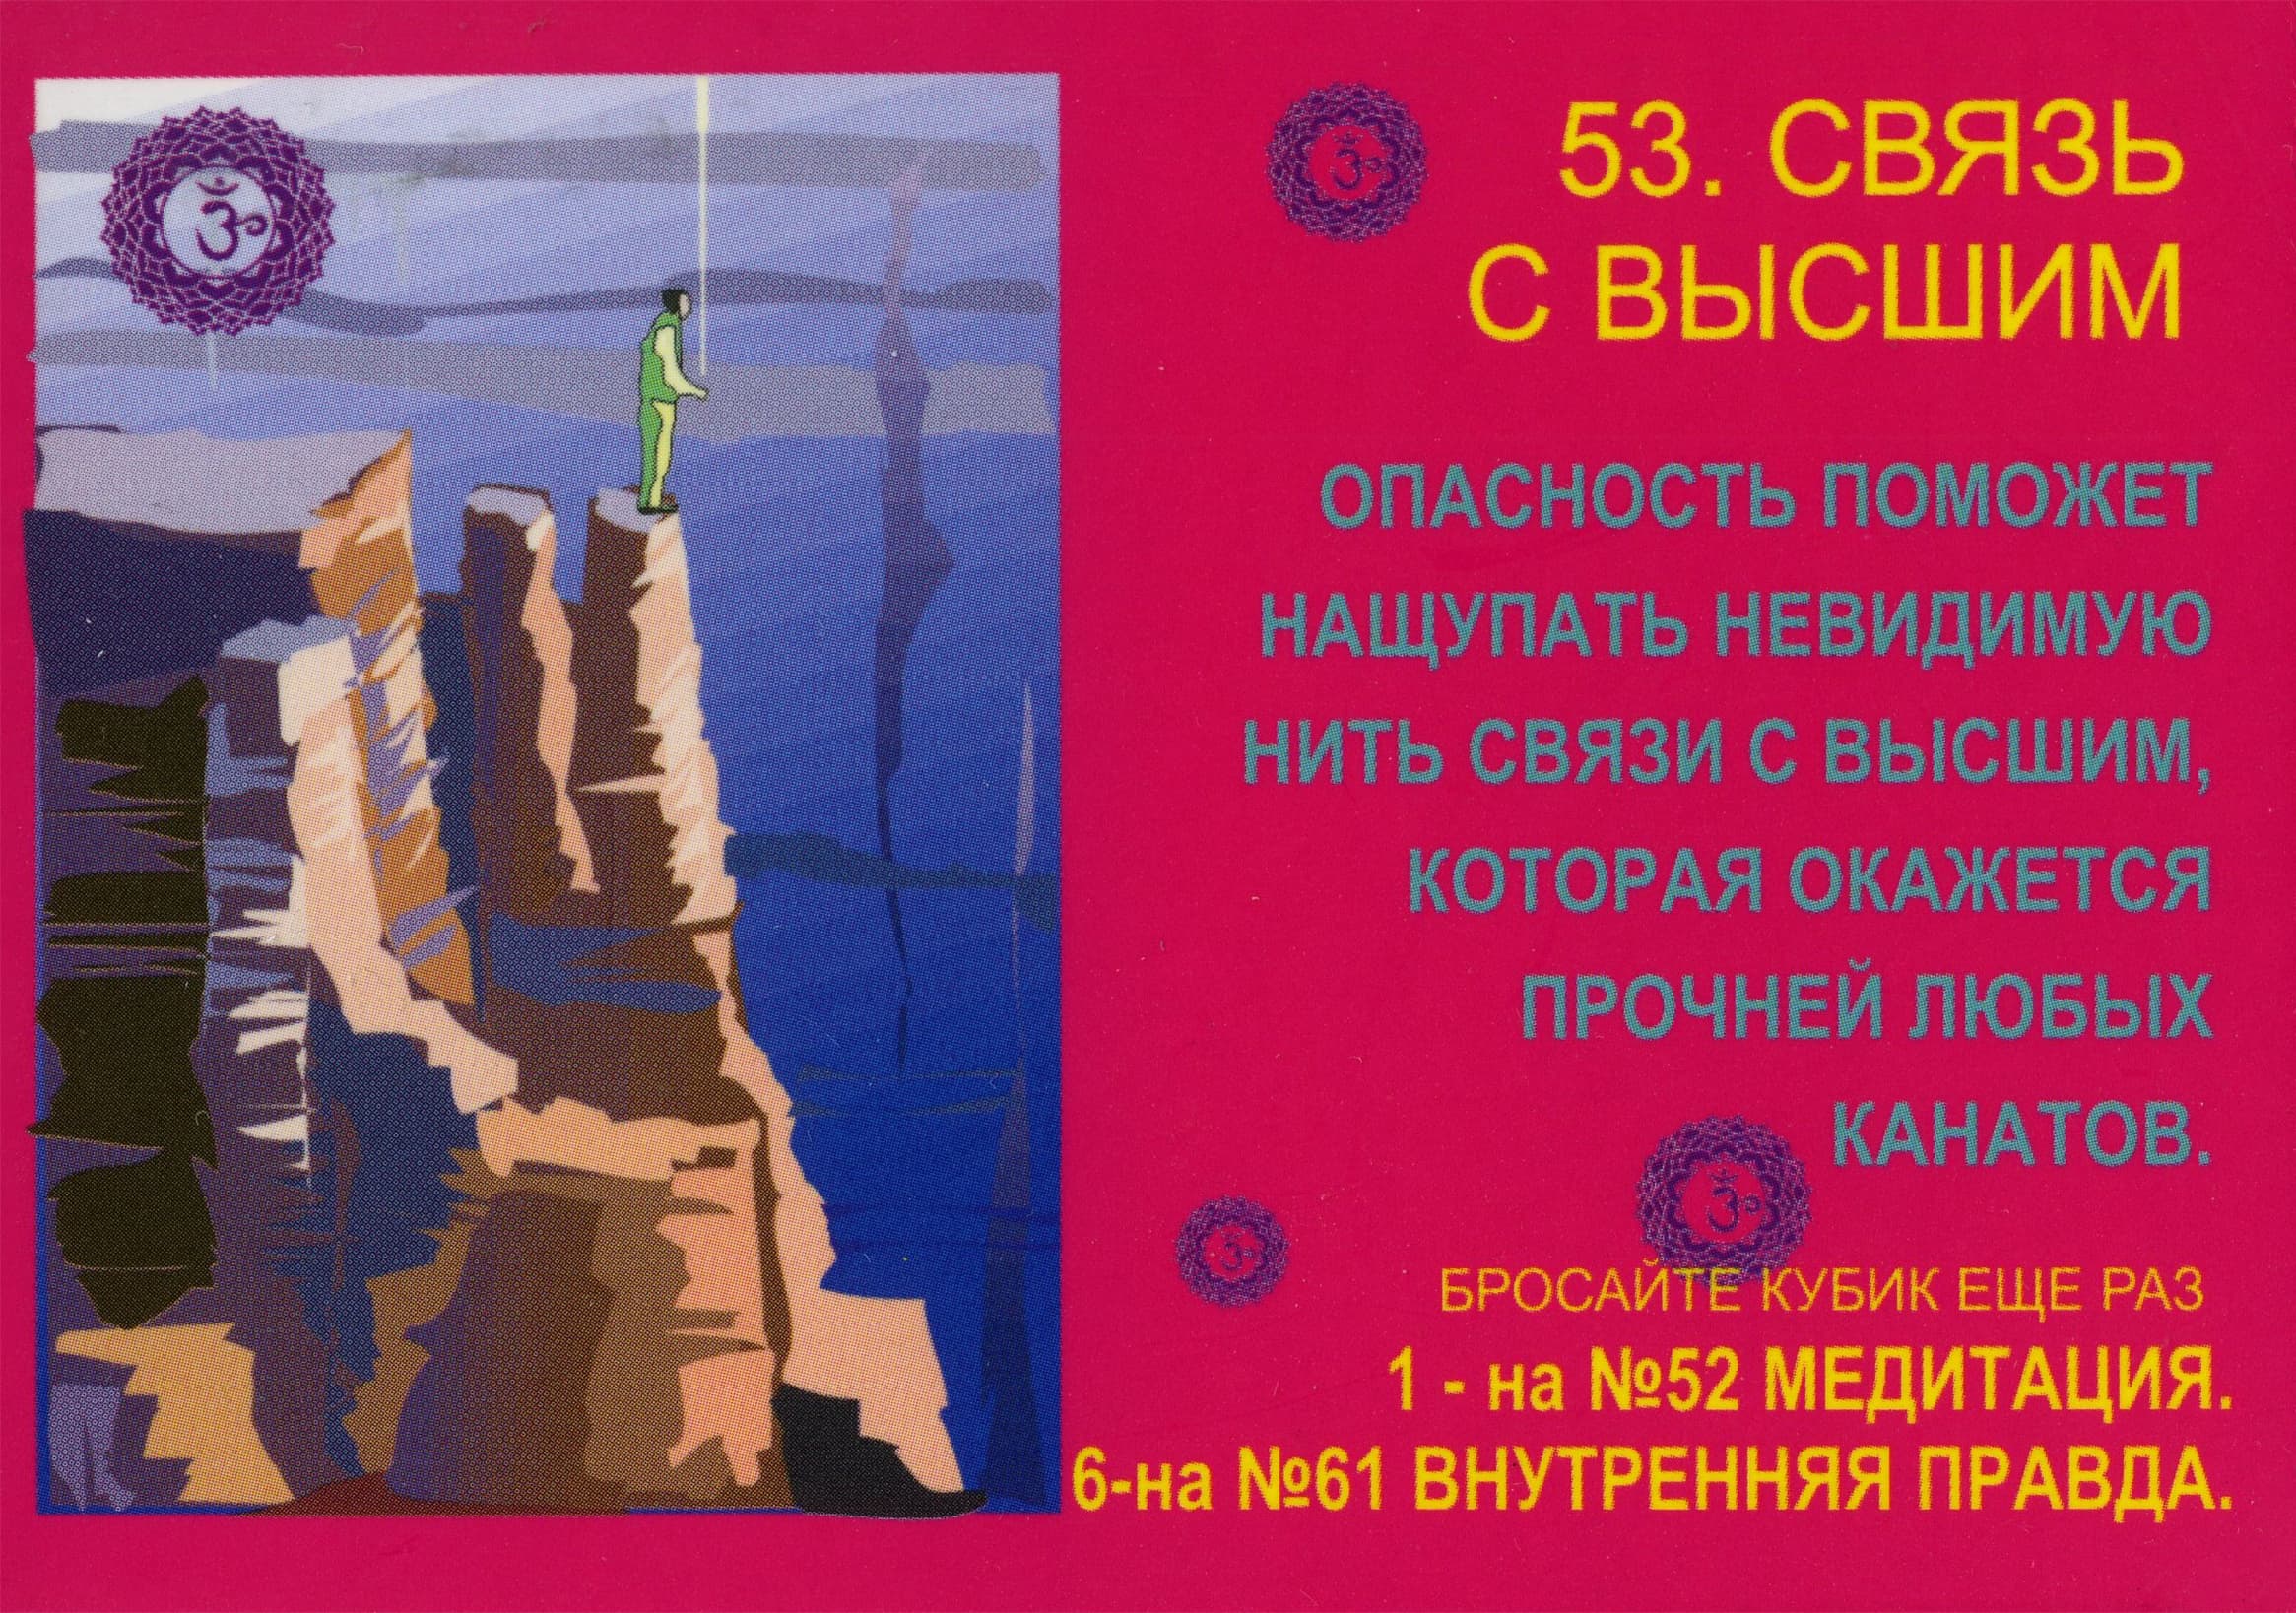 53. СВЯЗЬ
С ВЫСШИМ
ОПАСНОСТЬ ПОМОЖЕТ
НАЩУПАТЬ НЕВИДИМУЮ
НИТЬ СВЯЗИ С ВЫСШИМ,
КОТОРАЯ ОКАЖЕТСЯ
ПРОЧНЕЙ ЛЮБЫХ
КАНАТОВ.
БРОСАЙТЕ КУБИК ЕЩЕ РАЗ
1 - на №52 МЕДИТАЦИЯ.
6-на №61 ВНУТРЕННЯЯ ПРАВДА.
ॐ
ॐ
ॐ
ॐ